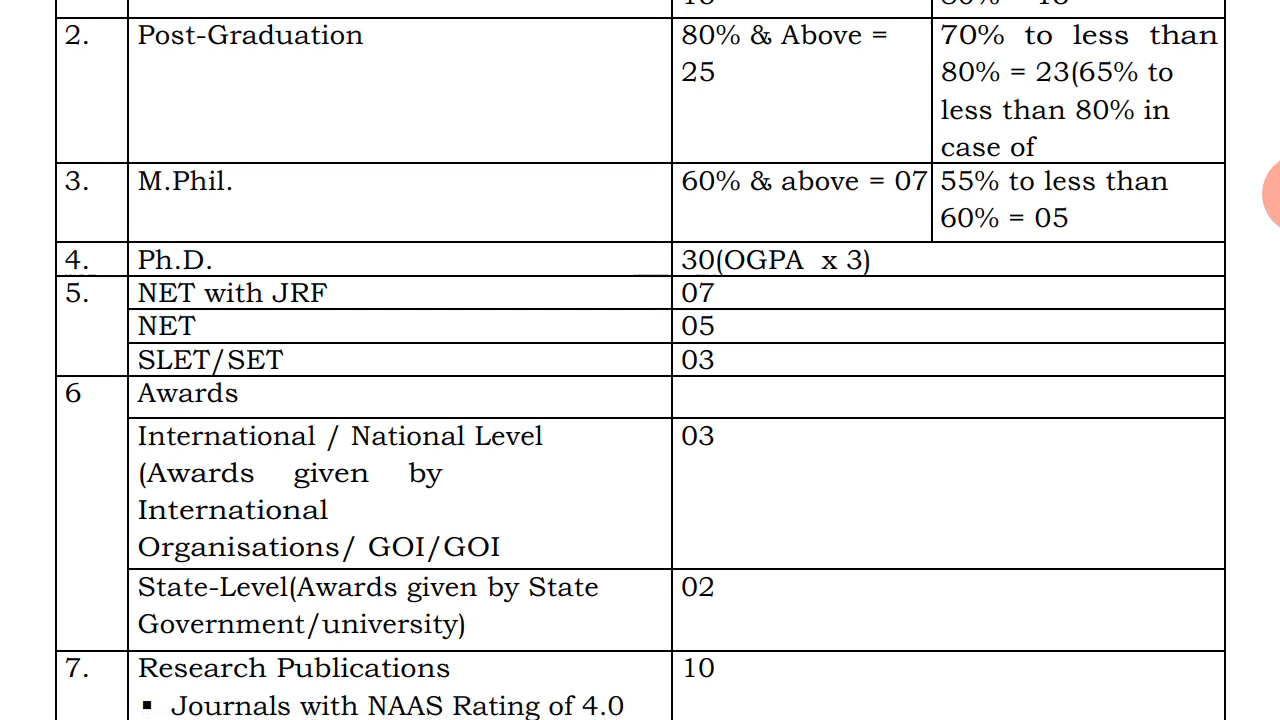 2.
Post-Graduation
80% & Above =
25
70% to less than
80% = 23(65% to
less than 80% in
case of
3.
M.Phil.
60% & above = 07
55% to less than
60% = 05
4.
Ph.D.
30(OGPA x 3)
5.
NET with JRF
07
NET
05
SLET/SET
03
6
Awards
International / National Level
(Awards given by
International
Organisations/ GOI/GOI
03
State-Level(Awards given by State
Government/university)
02
7.
Research Publications
▪ Journals with NAAS Rating of 4.0
10